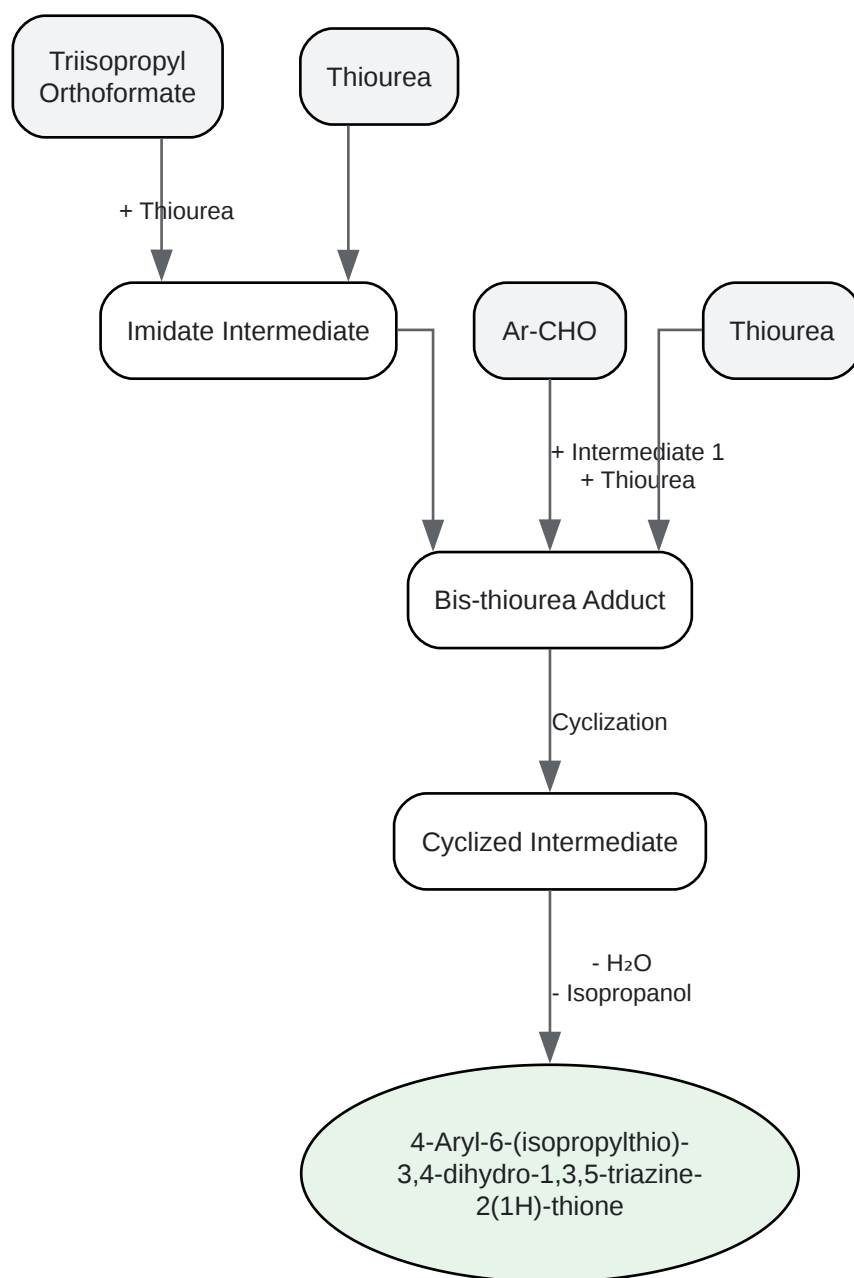 Triisopropyl
Orthoformate
Thiourea
+ Thiourea
Imidate Intermediate
Ar-CHO
Thiourea
+ Intermediate 1
+ Thiourea
Bis-thiourea Adduct
Cyclization
Cyclized Intermediate
- H₂O
- Isopropanol
4-Aryl-6-(isopropylthio)-
3,4-dihydro-1,3,5-triazine-
2(1H)-thione